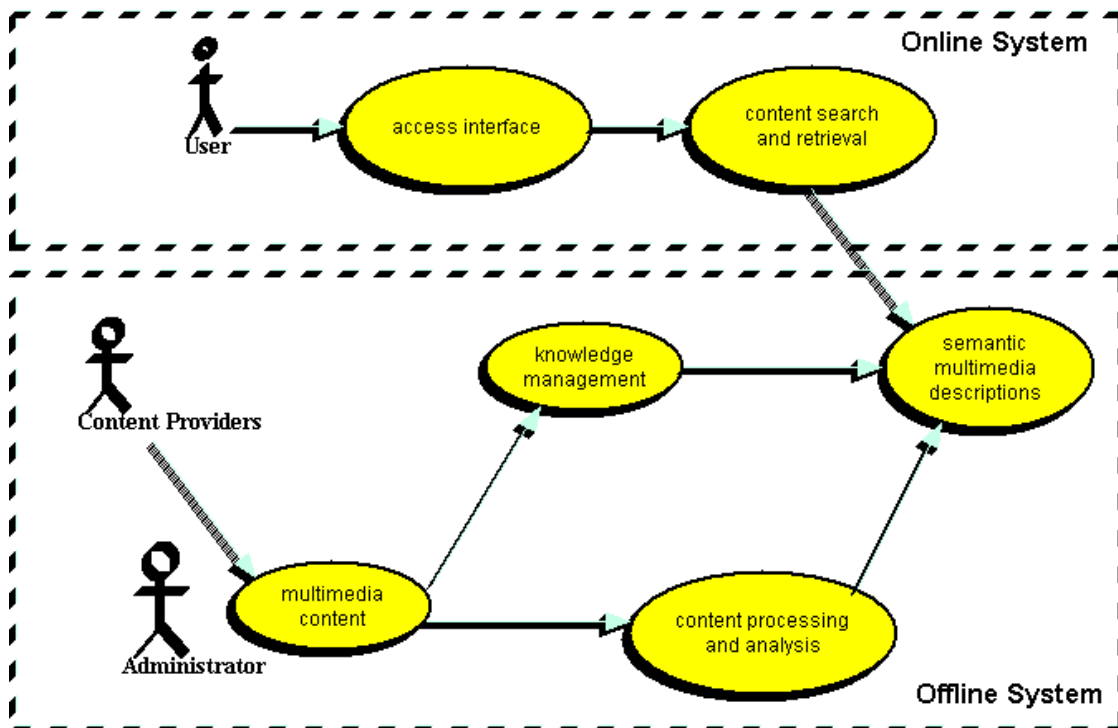 Online System
User
access interface
content search
and retrieval
Content Providers
knowledge
management
semantic
multimedia
descriptions
Administrator
multimedia
content
content processing
and analysis
Offline System